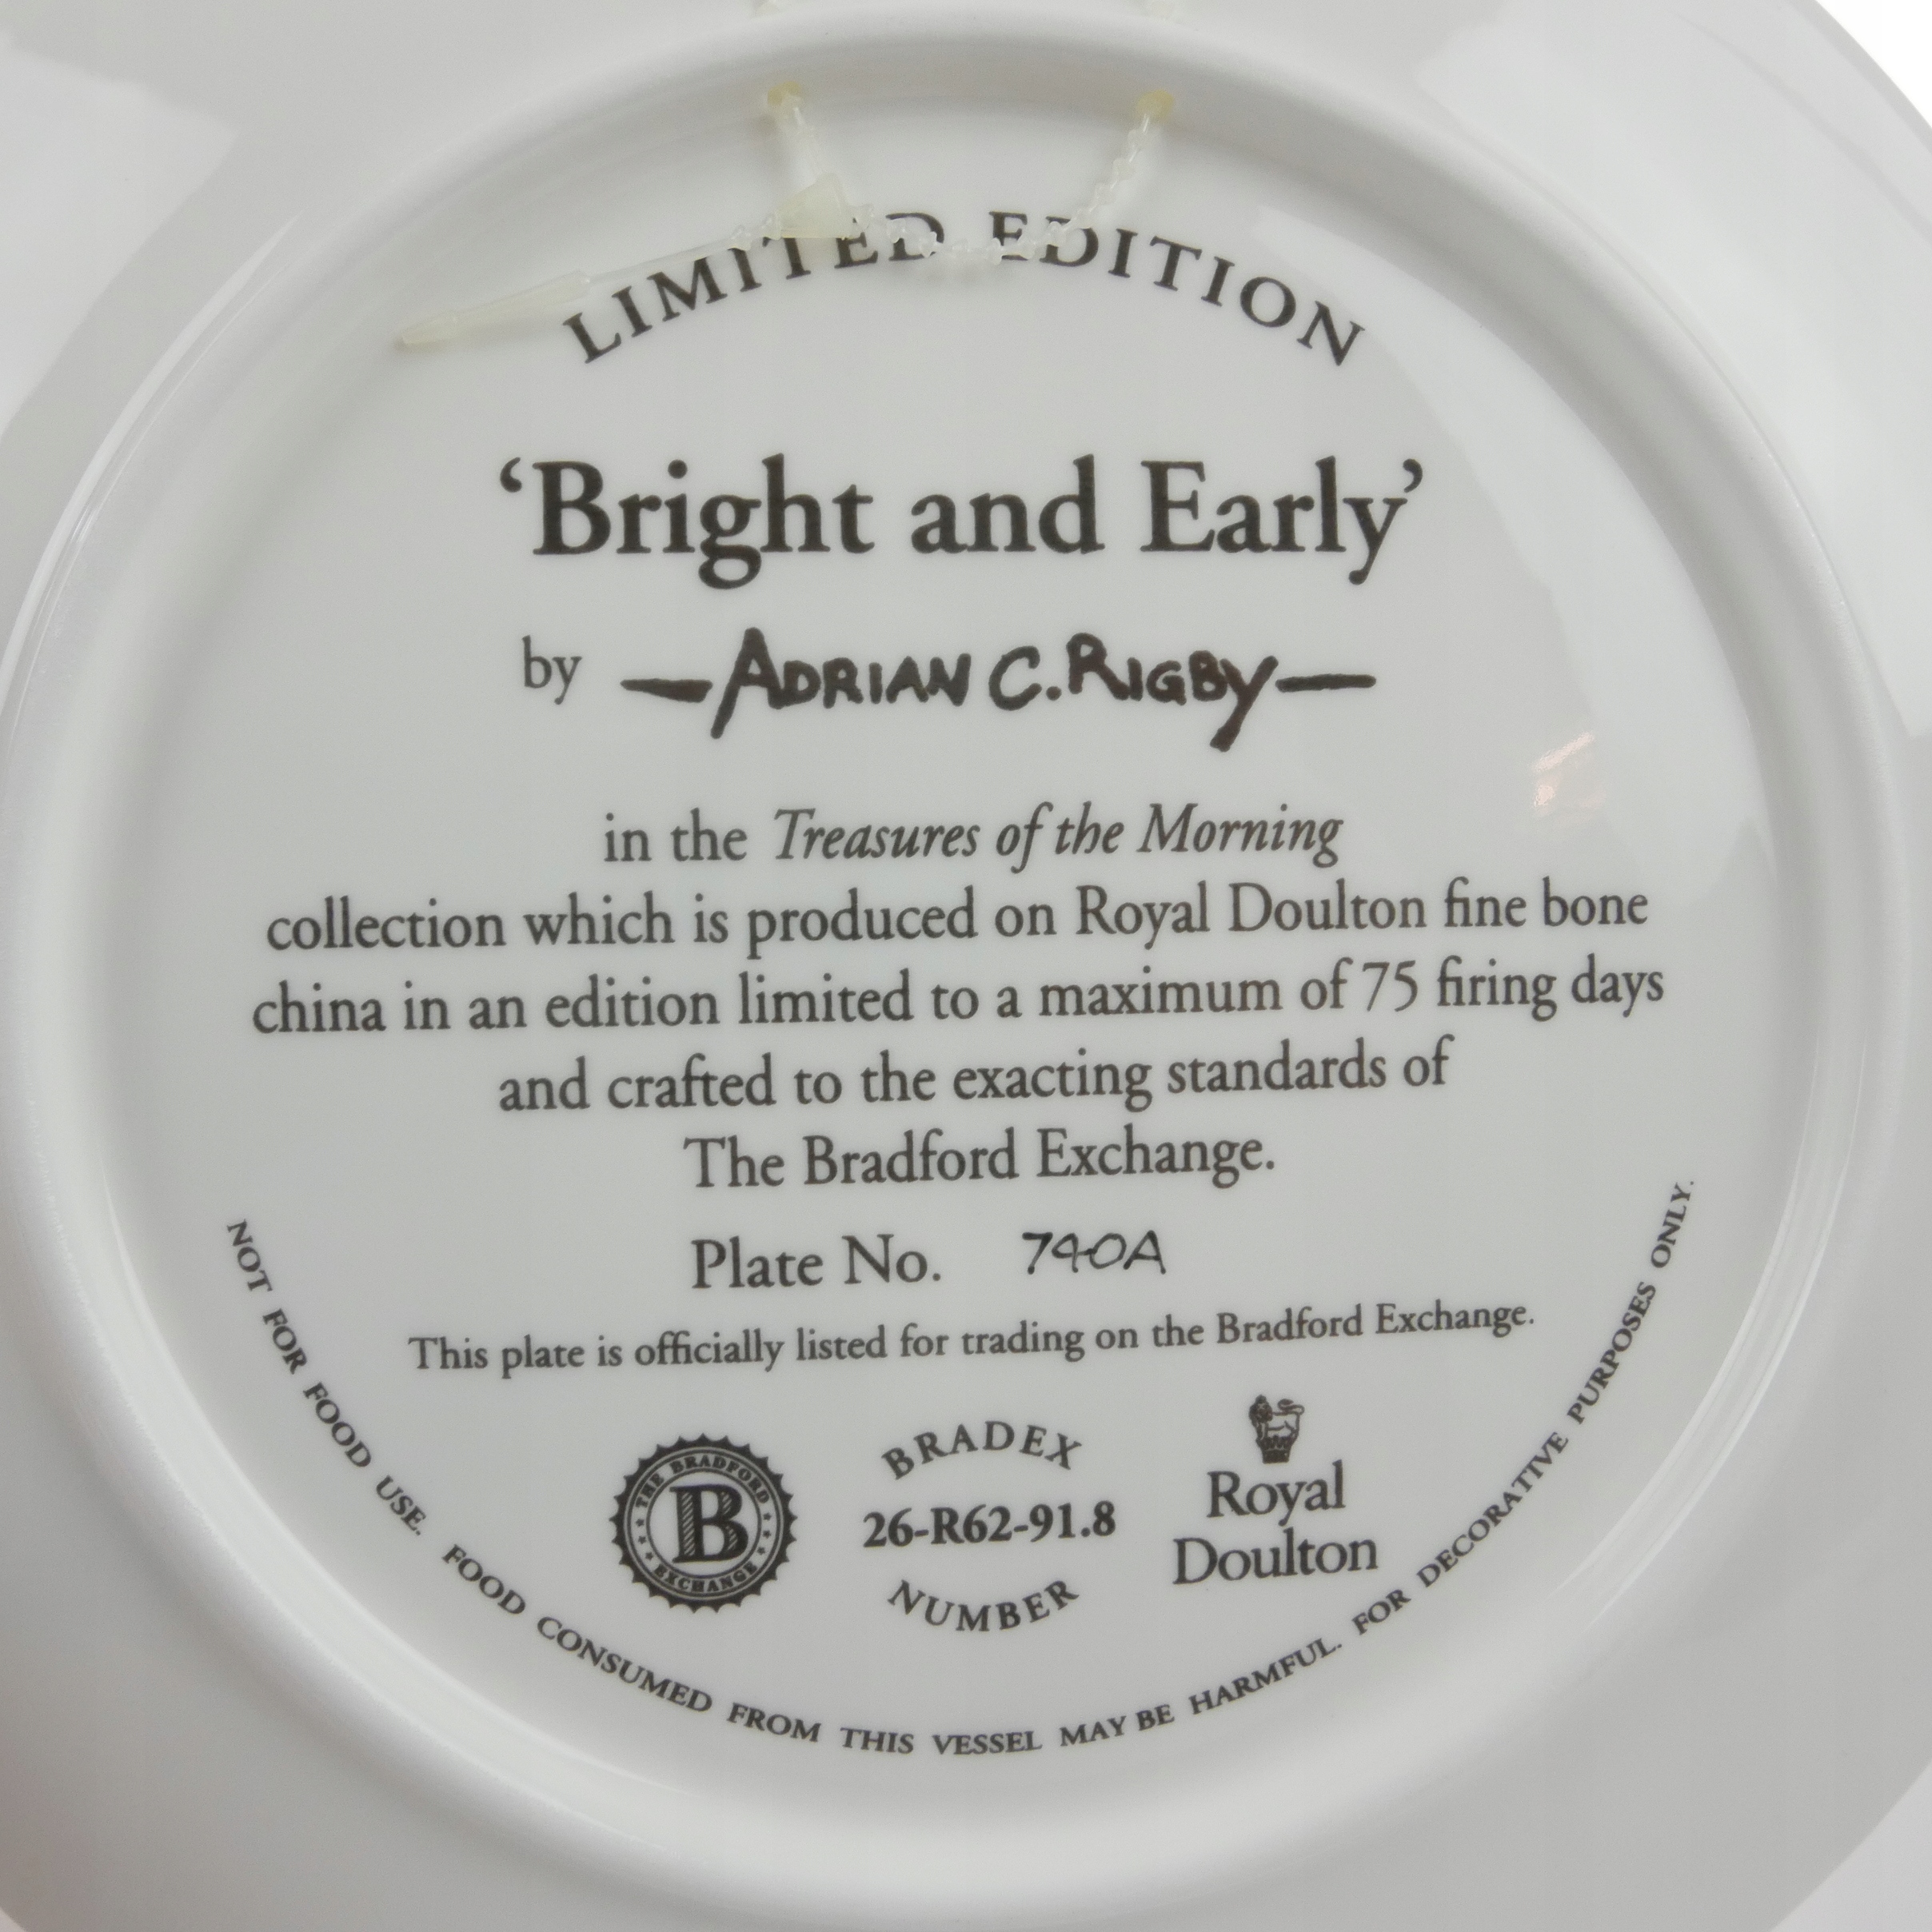 LIMITED EDITION
‘Bright and Early’
by —ADRIAN C. RIGBY—
in the Treasures of the Morning
collection which is produced on Royal Doulton fine bone
china in an edition limited to a maximum of 75 firing days
and crafted to the exacting standards of
The Bradford Exchange.
Plate No. 790A
This plate is officially listed for trading on the Bradford Exchange.
THE BRADFORD
B
EXCHANGE
BRADEX
26-R62-91.8
NUMBER
Royal
Doulton
NOT FOR FOOD USE. FOOD CONSUMED FROM THIS VESSEL MAY BE HARMFUL. FOR DECORATIVE PURPOSES ONLY.